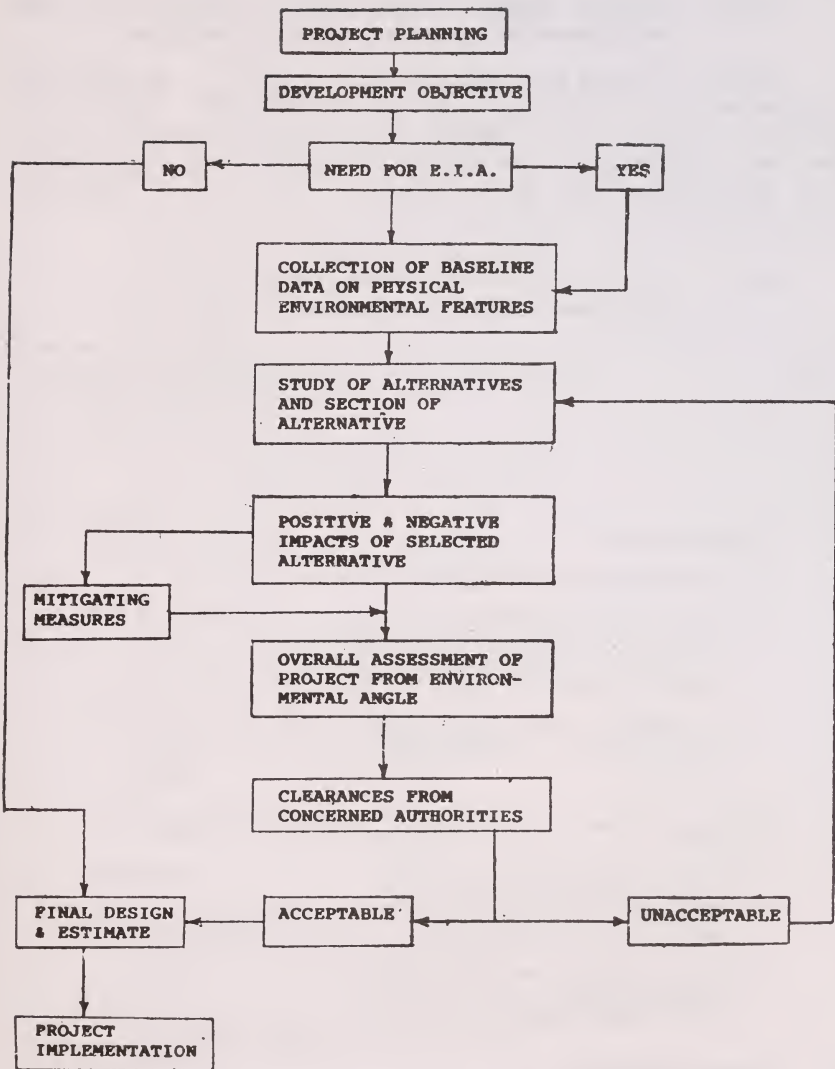 PROJECT PLANNING
DEVELOPMENT OBJECTIVE
NO
NEED FOR E.I.A.
YES
COLLECTION OF BASELINE
DATA ON PHYSICAL
ENVIRONMENTAL FEATURES
STUDY OF ALTERNATIVES
AND SECTION OF
ALTERNATIVE
POSITIVE & NEGATIVE
IMPACTS OF SELECTED
ALTERNATIVE
MITIGATING
MEASURES
OVERALL ASSESSMENT OF
PROJECT FROM ENVIRON-
MENTAL ANGLE
CLEARANCES FROM
CONCERNED AUTHORITIES
FINAL DESIGN
& ESTIMATE
ACCEPTABLE
UNACCEPTABLE
PROJECT
IMPLEMENTATION